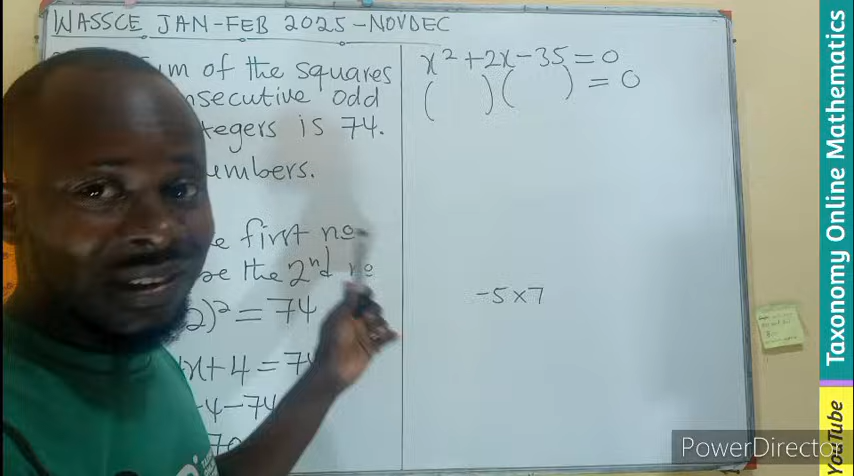 WASSCE JAN-FEB 2025-NOVDEC
um of the squares
nsecutive odd
tegers is 74.
umbers.
e first no
be the 2nd no
2)² = 74
4x + 4 = 74
-4-74
70
x² + 2x - 35 = 0
( ) ( ) = 0
-5 x 7
Taxonomy Online Mathematics
YouTube
PowerDirector